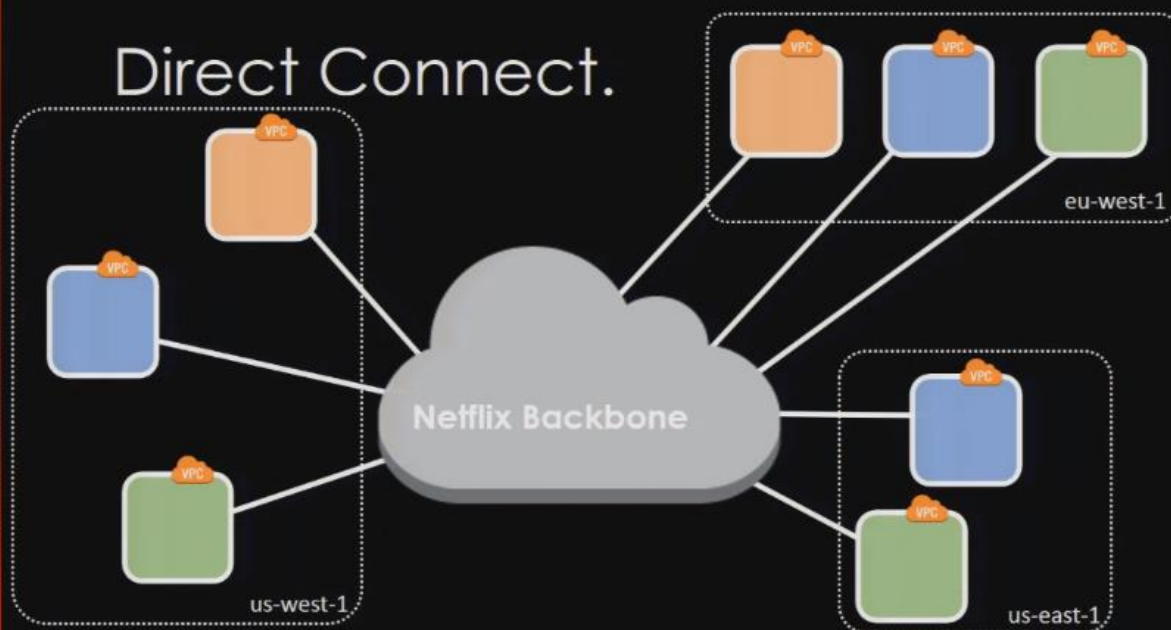 Direct Connect.
VPC
VPC
VPC
us-west-1
VPC
VPC
VPC
eu-west-1
Netflix Backbone
VPC
VPC
us-east-1